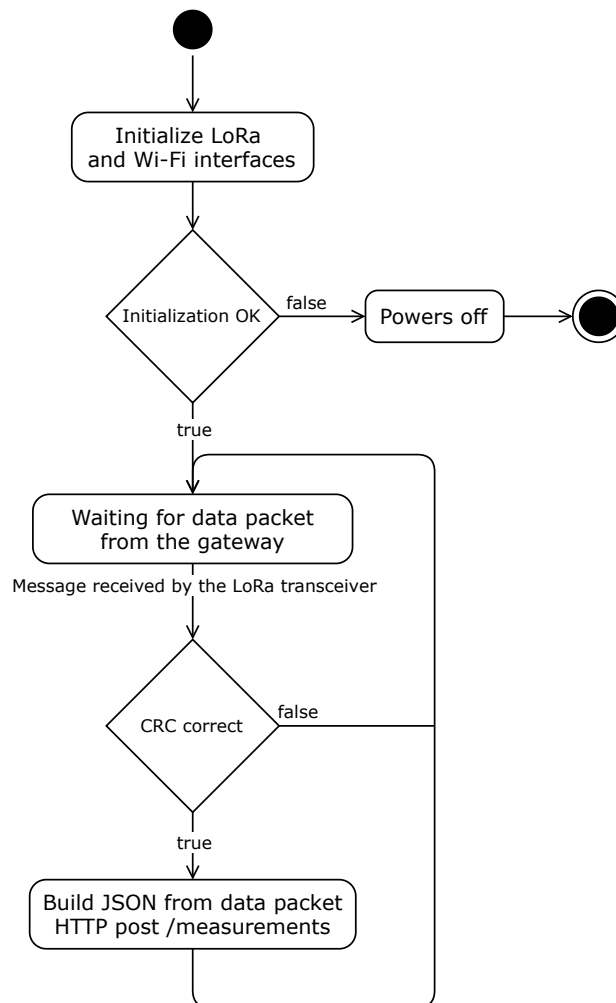 Initialize LoRa
and Wi-Fi interfaces
Initialization OK
false
Powers off
true
Waiting for data packet
from the gateway
Message received by the LoRa transceiver
CRC correct
false
true
Build JSON from data packet
HTTP post /measurements